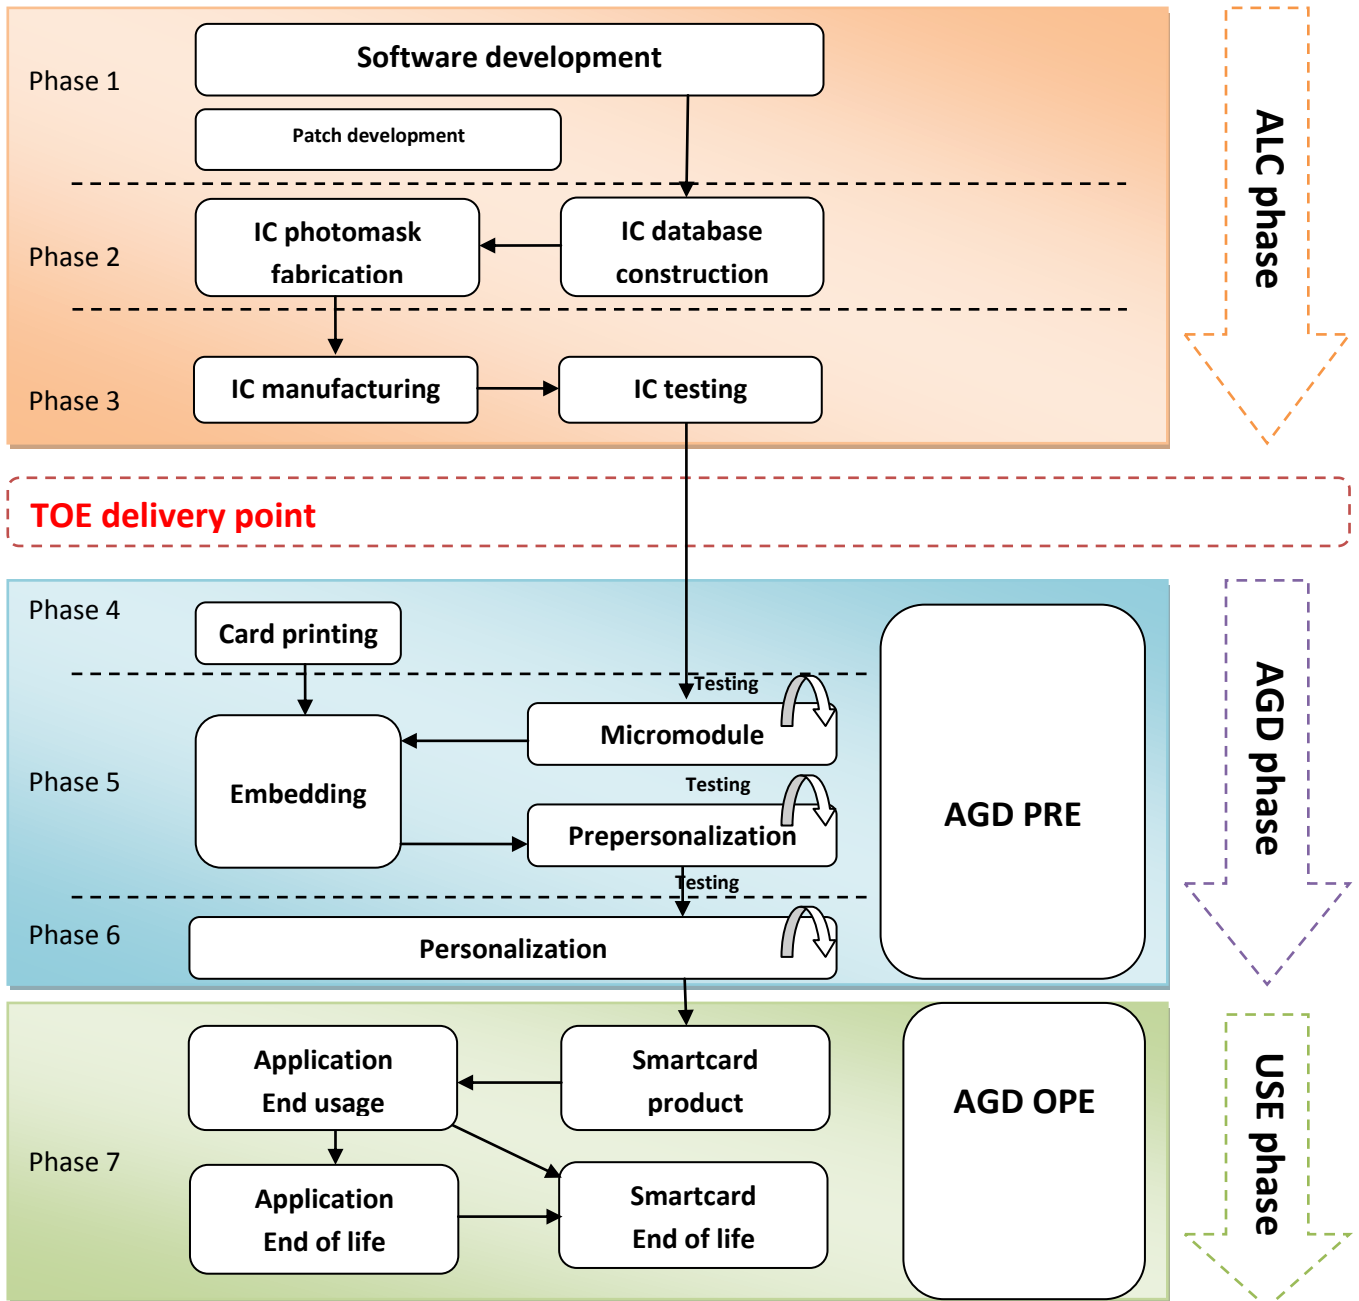 Phase 1
Software development
Patch development
ALC phase
Phase 2
IC photomask
fabrication
IC database
construction
Phase 3
IC manufacturing
IC testing
TOE delivery point
Phase 4
Card printing
Testing
Micromodule
Phase 5
Embedding
Testing
Prepersonalization
AGD PRE
AGD phase
Testing
Phase 6
Personalization
Application
End usage
Smartcard
product
AGD OPE
USE phase
Phase 7
Application
End of life
Smartcard
End of life